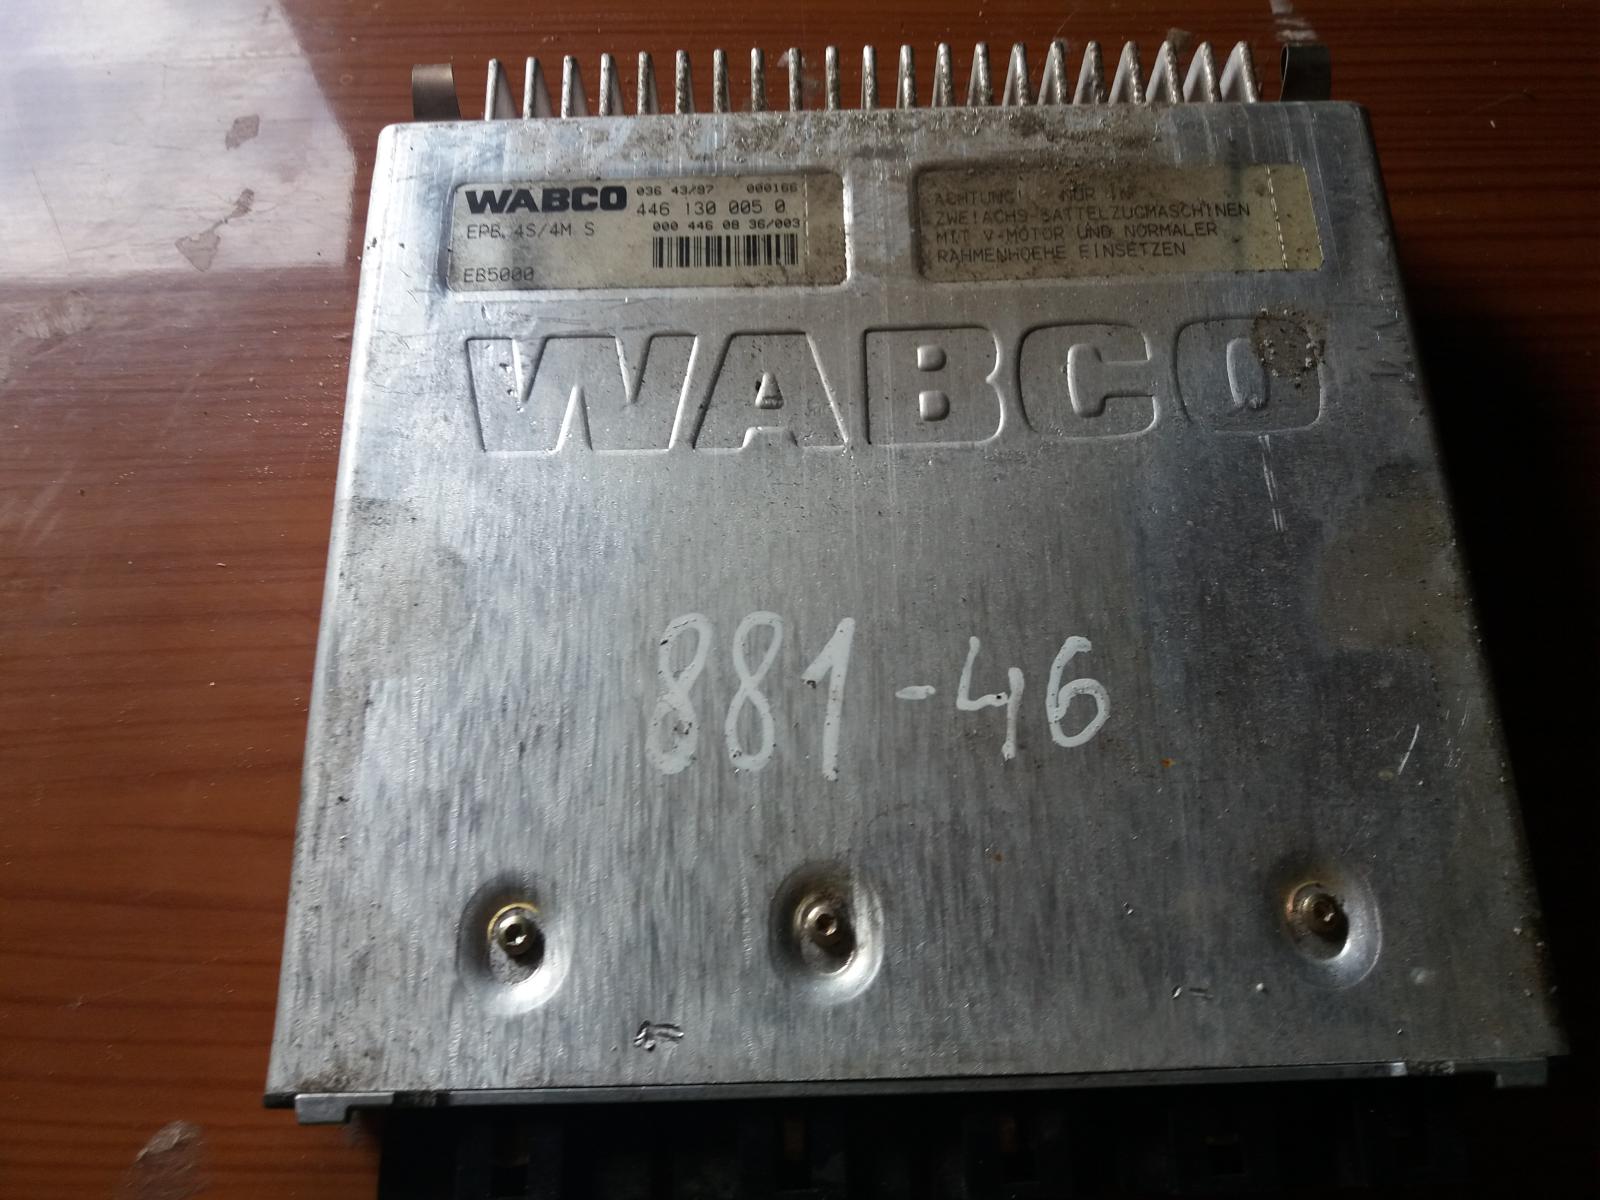 WABCO 036 43/97 000166
446 130 005 0
EPB 4S/4M S 000 446 08 36/003
EB5000
ACHTUNG! NUR IN
ZWEIACHS-SATTELZUGMASCHINEN
MIT V-MOTOR UND NORMALER
RAHMENHOEHE EINSETZEN
WABCO
881-46